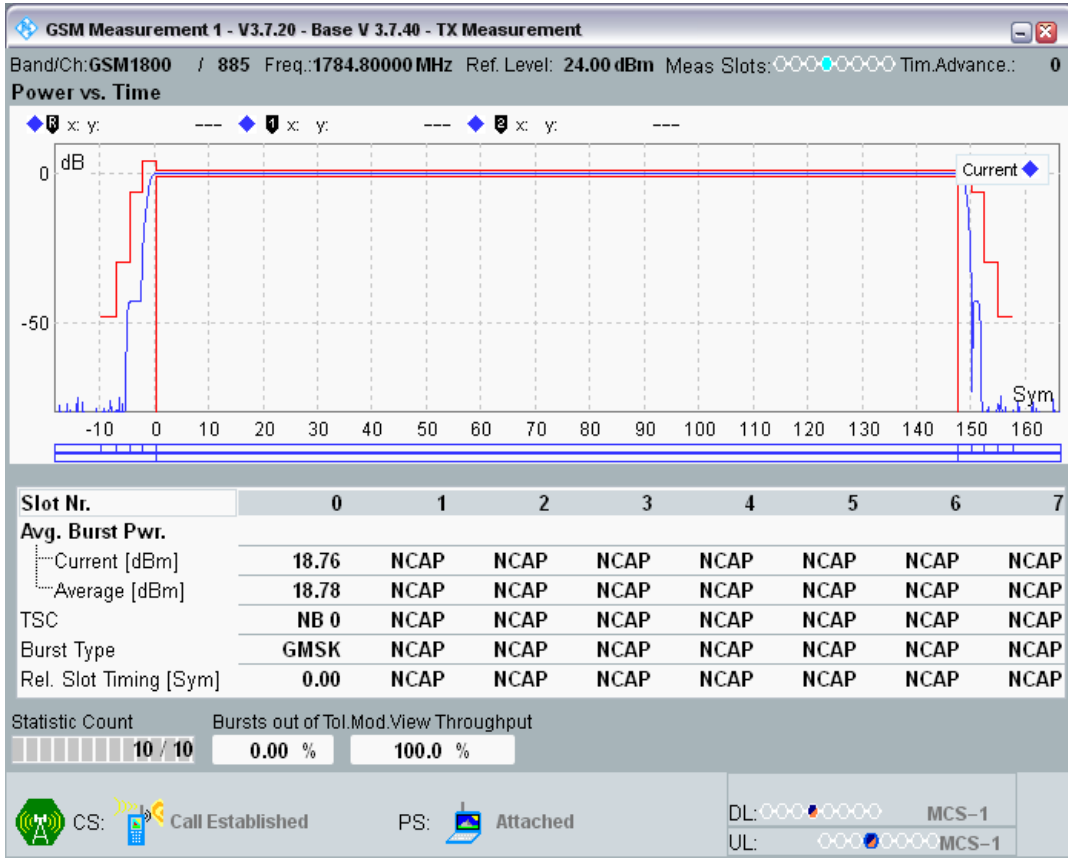 GSM Measurement 1 - V3.7.20 - Base V 3.7.40 - TX Measurement
Band/Ch:GSM1800 / 885 Freq.:1784.80000 MHz Ref. Level: 24.00 dBm Meas Slots: Tim.Advance.: 0
Power vs. Time
R x: y: --- 1 x: y: --- 2 x: y: ---
dB
Current
0
-50
Sym
-10 0 10 20 30 40 50 60 70 80 90 100 110 120 130 140 150 160
Slot Nr. 0 1 2 3 4 5 6 7
Avg. Burst Pwr.
Current [dBm] 18.76 NCAP NCAP NCAP NCAP NCAP NCAP NCAP
Average [dBm] 18.78 NCAP NCAP NCAP NCAP NCAP NCAP NCAP
TSC NB 0 NCAP NCAP NCAP NCAP NCAP NCAP NCAP
Burst Type GMSK NCAP NCAP NCAP NCAP NCAP NCAP NCAP
Rel. Slot Timing [Sym] 0.00 NCAP NCAP NCAP NCAP NCAP NCAP NCAP
Statistic Count Bursts out of Tol.Mod.View Throughput
10 / 10 0.00 % 100.0 %
CS: Call Established PS: Attached
DL: MCS-1
UL: MCS-1